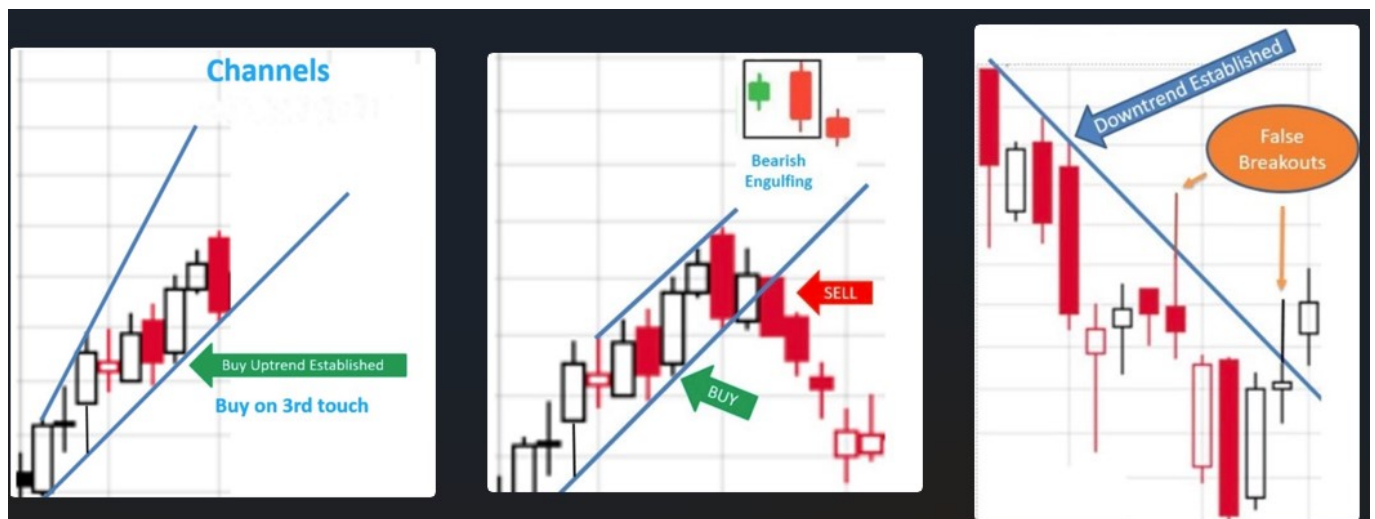 Channels
Buy Uptrend Established
Buy on 3rd touch
Bearish
Engulfing
SELL
BUY
Downtrend Established
False
Breakouts